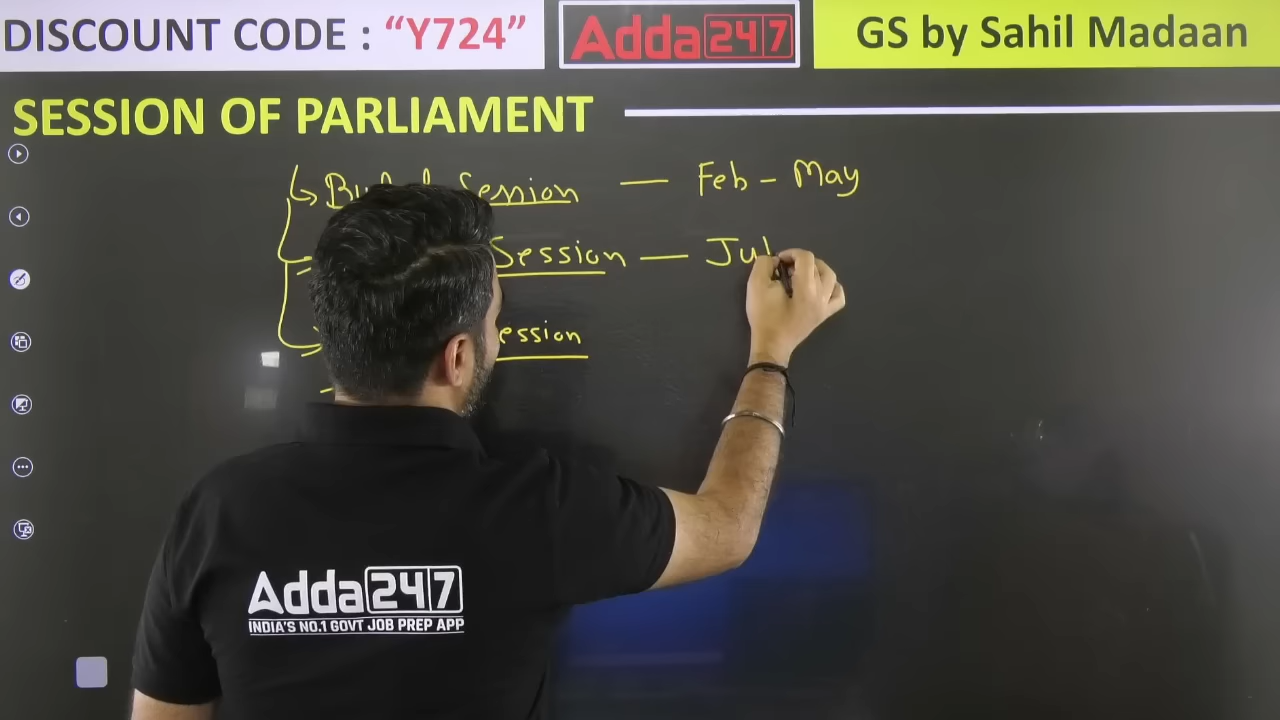 DISCOUNT CODE : “Y724”
Adda247
GS by Sahil Madaan
SESSION OF PARLIAMENT
Session — Feb - May
Session — Jul
Adda247
INDIA'S NO.1 GOVT JOB PREP APP